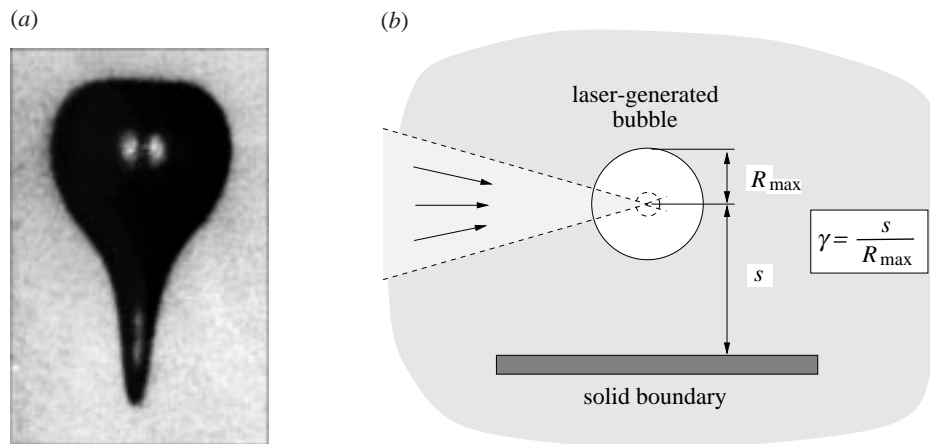 (a)
(b)
laser-generated
bubble
R max
s
γ = s / R max
solid boundary